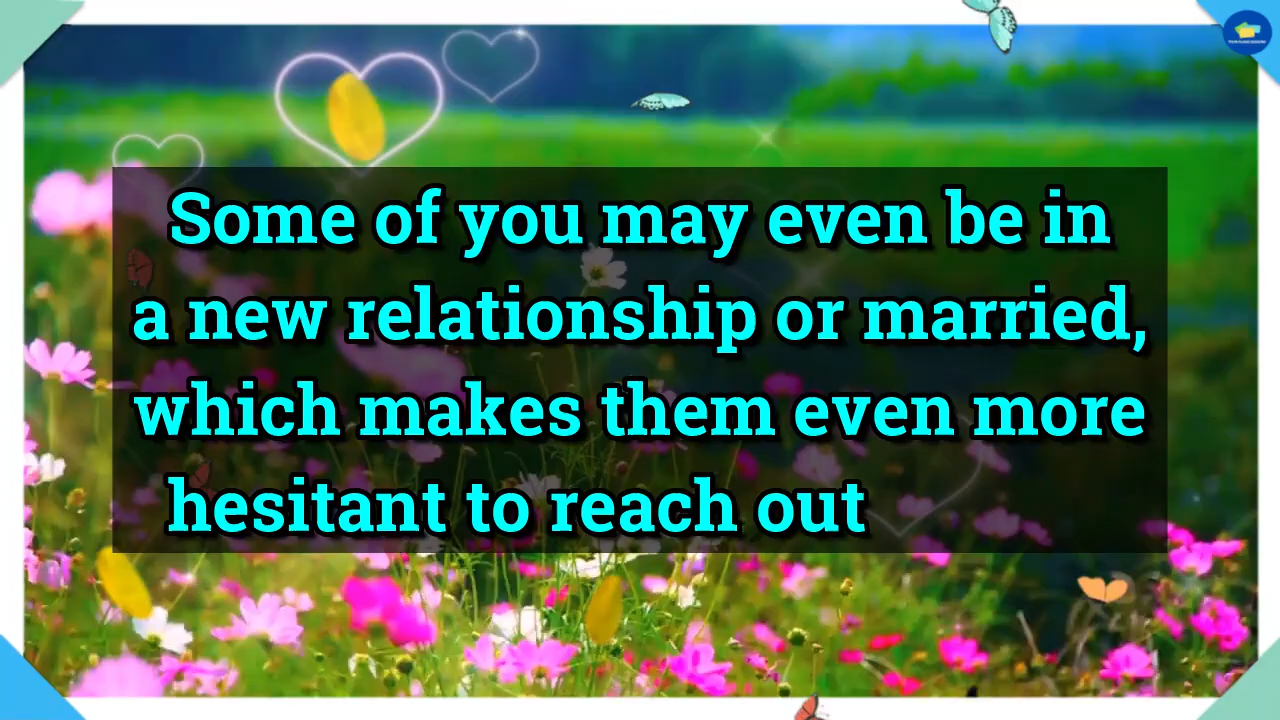 Some of you may even be in
a new relationship or married,
which makes them even more
hesitant to reach out